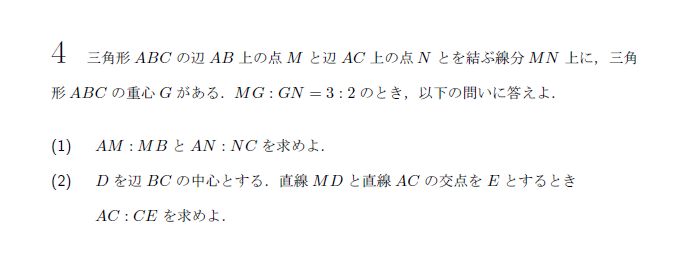 4 三角形 ABC の辺 AB 上の点 M と辺 AC 上の点 N とを結ぶ線分 MN 上に，三角
形 ABC の重心 G がある．MG : GN = 3 : 2 のとき，以下の問いに答えよ．
(1) AM : MB と AN : NC を求めよ．
(2) D を辺 BC の中心とする．直線 MD と直線 AC の交点を E とするとき
AC : CE を求めよ．